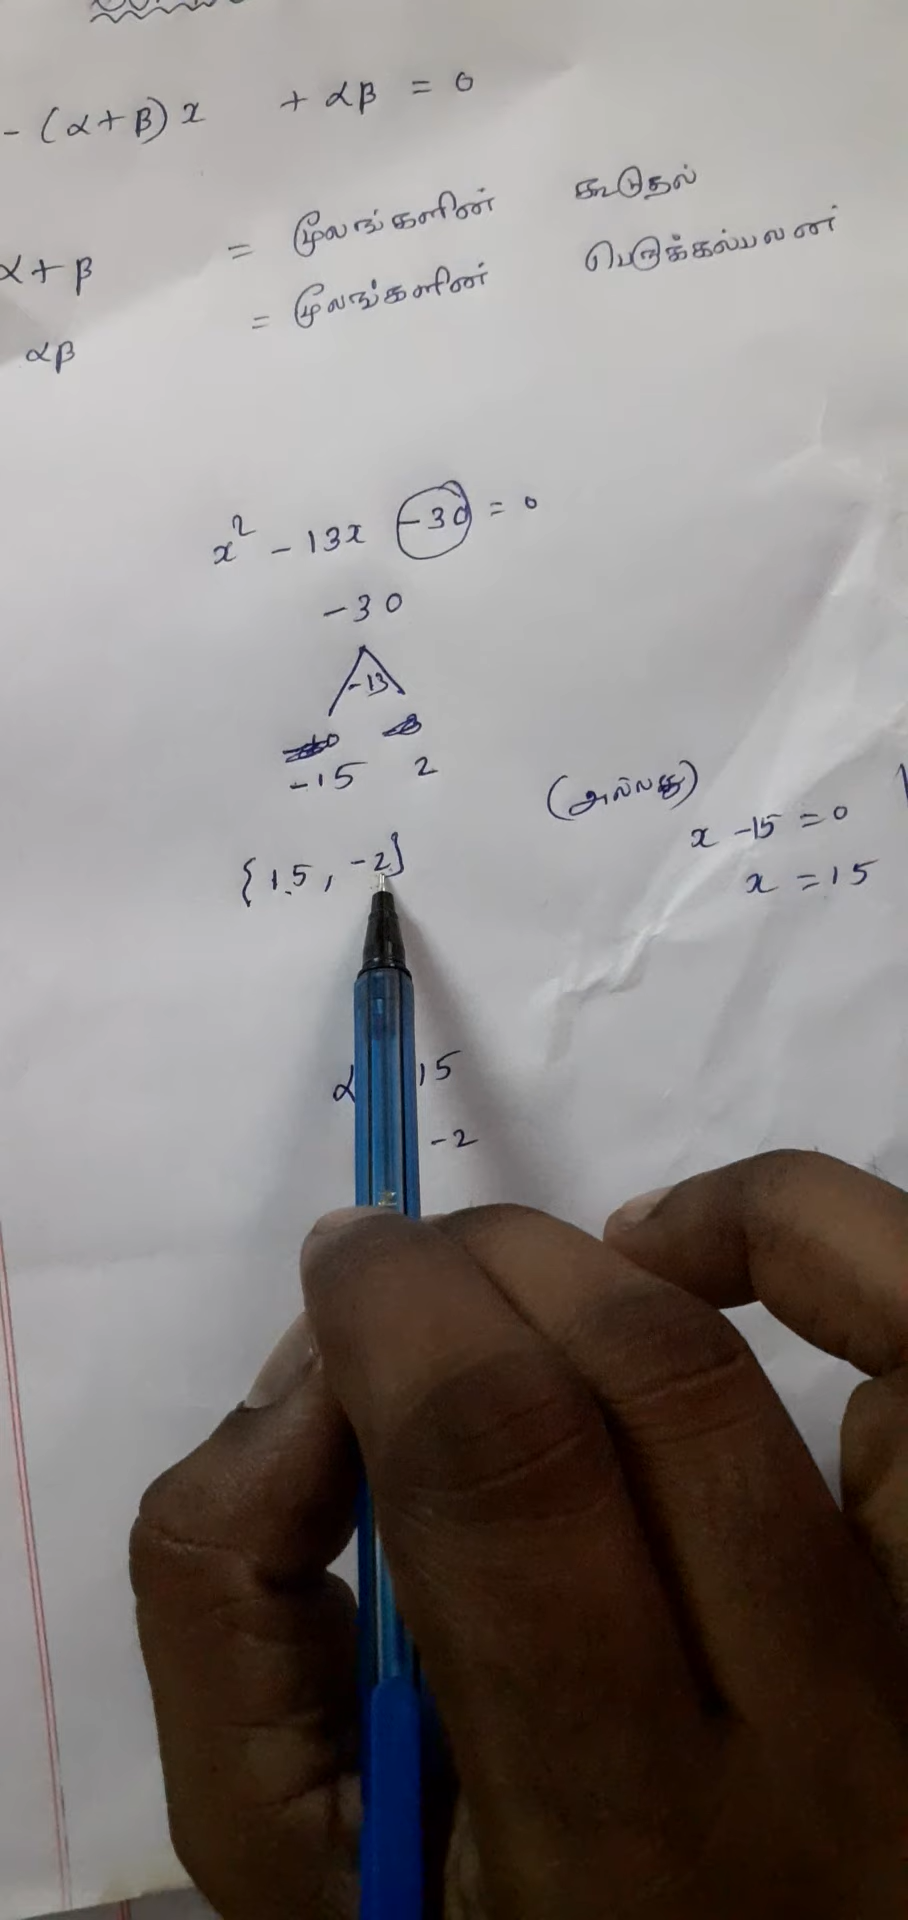 - (α+β) x + αβ = 0
α+β = மூலங்களின் கூடுதல்
αβ = மூலங்களின் பெருக்கல்பலன்
x² - 13x -30 = 0
-30
-13
-15 2
(அல்லது)
x -15 = 0
x = 15
{15, -2}
α 15
-2